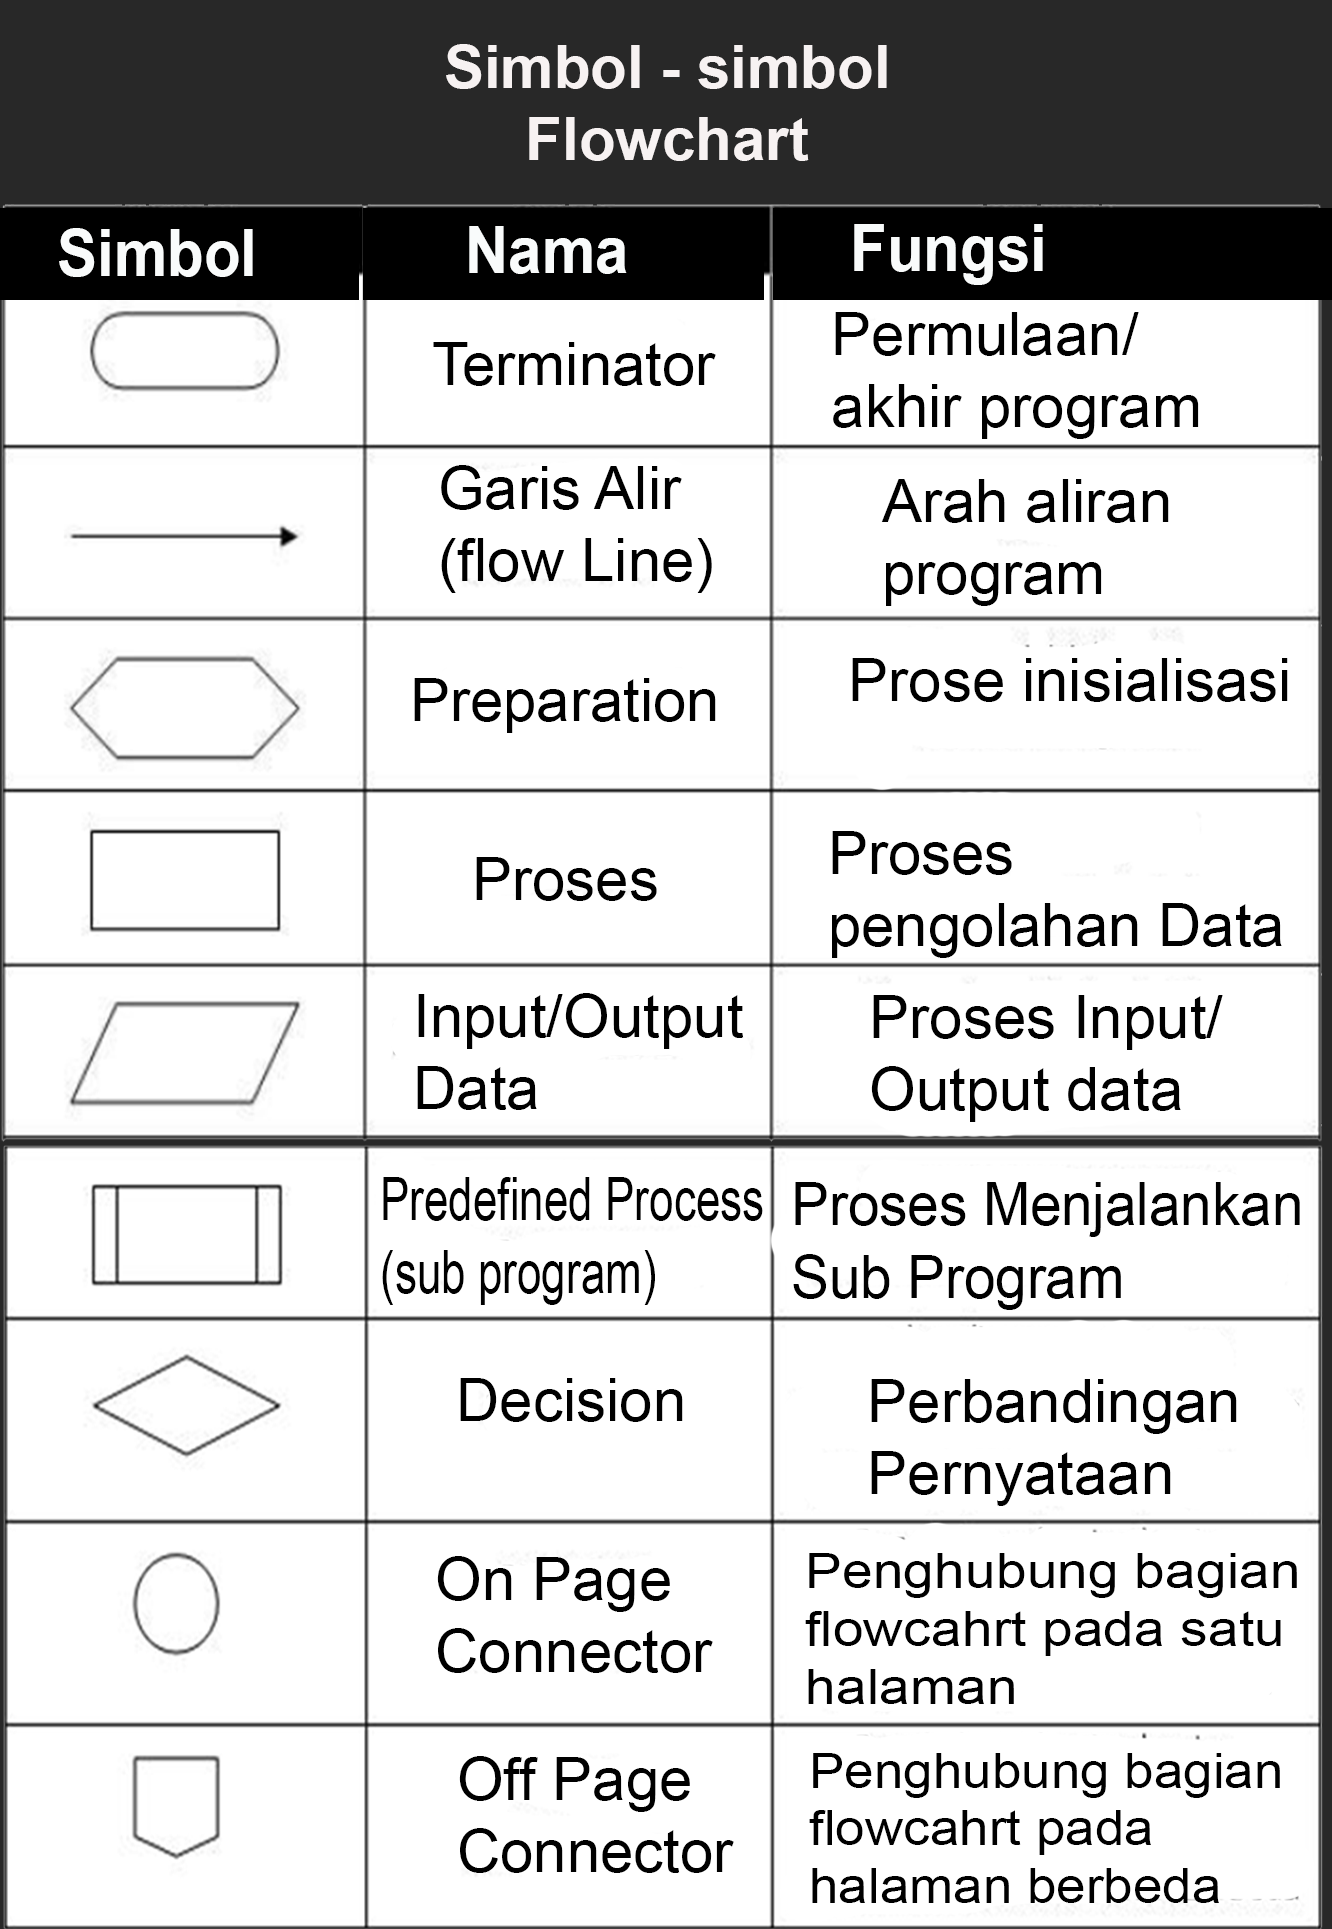 Simbol - simbol
Flowchart
Simbol
Nama
Fungsi
Terminator
Permulaan/
akhir program
Garis Alir
(flow Line)
Arah aliran
program
Preparation
Prose inisialisasi
Proses
Proses
pengolahan Data
Input/Output
Data
Proses Input/
Output data
Predefined Process
(sub program)
Proses Menjalankan
Sub Program
Decision
Perbandingan
Pernyataan
On Page
Connector
Penghubung bagian
flowcahrt pada satu
halaman
Off Page
Connector
Penghubung bagian
flowcahrt pada
halaman berbeda